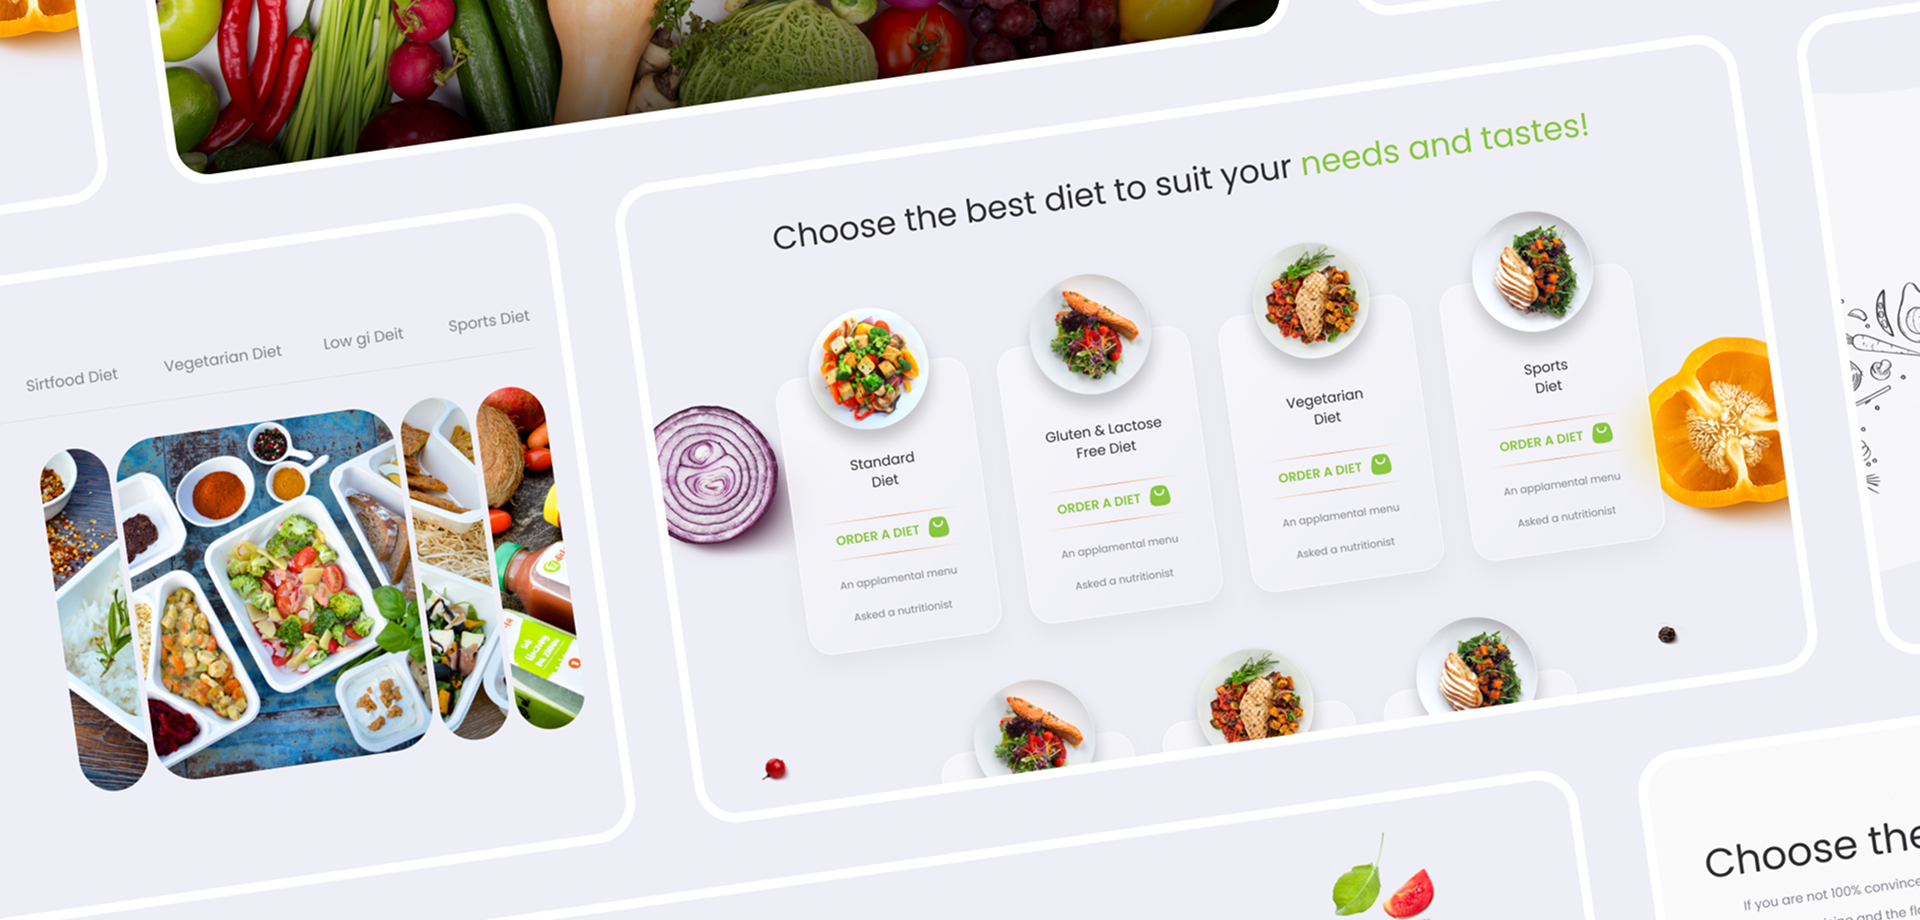 Choose the best diet to suit your needs and tastes!
Sirtfood Diet
Vegetarian Diet
Low gi Deit
Sports Diet
Standard
Diet
ORDER A DIET
An applamental menu
Asked a nutritionist
Gluten & Lactose
Free Diet
ORDER A DIET
An applamental menu
Asked a nutritionist
Vegetarian
Diet
ORDER A DIET
An applamental menu
Asked a nutritionist
Sports
Diet
ORDER A DIET
An applamental menu
Asked a nutritionist
Choose the
If you are not 100% convince
and the